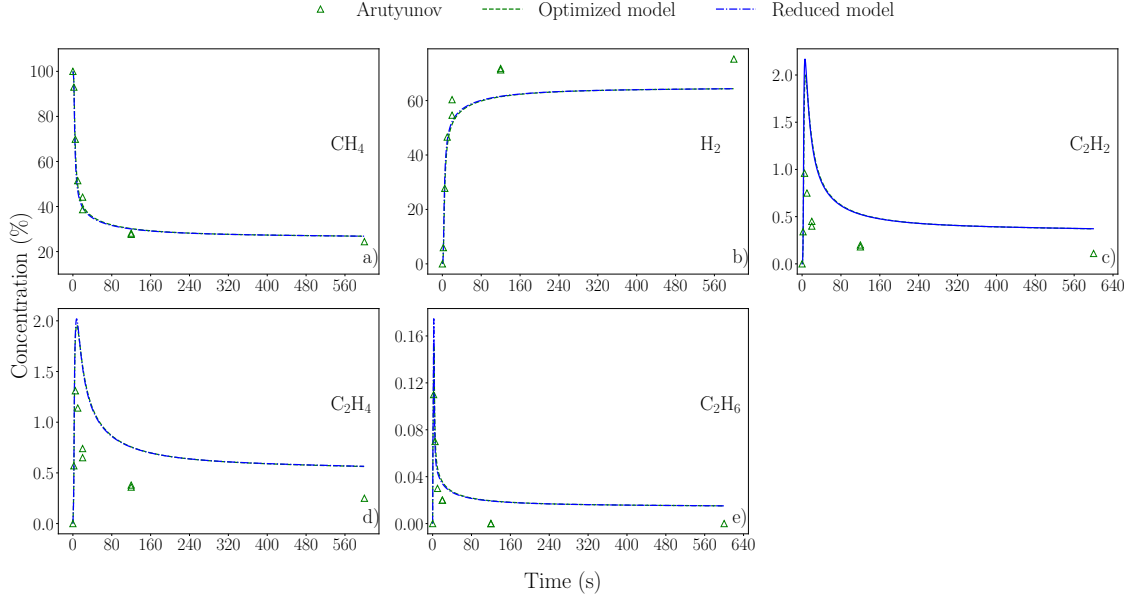 Arutyunov Optimized model Reduced model
Concentration (%)
100
80
60
40
20
CH₄
a)
0 80 160 240 320 400 480 560
60
40
20
0
H₂
b)
0 80 160 240 320 400 480 560
2.0
1.5
1.0
0.5
0.0
C₂H₂
c)
0 80 160 240 320 400 480 560 640
2.0
1.5
1.0
0.5
0.0
C₂H₄
d)
0 80 160 240 320 400 480 560
0.16
0.12
0.08
0.04
0.00
C₂H₆
e)
0 80 160 240 320 400 480 560 640
Time (s)